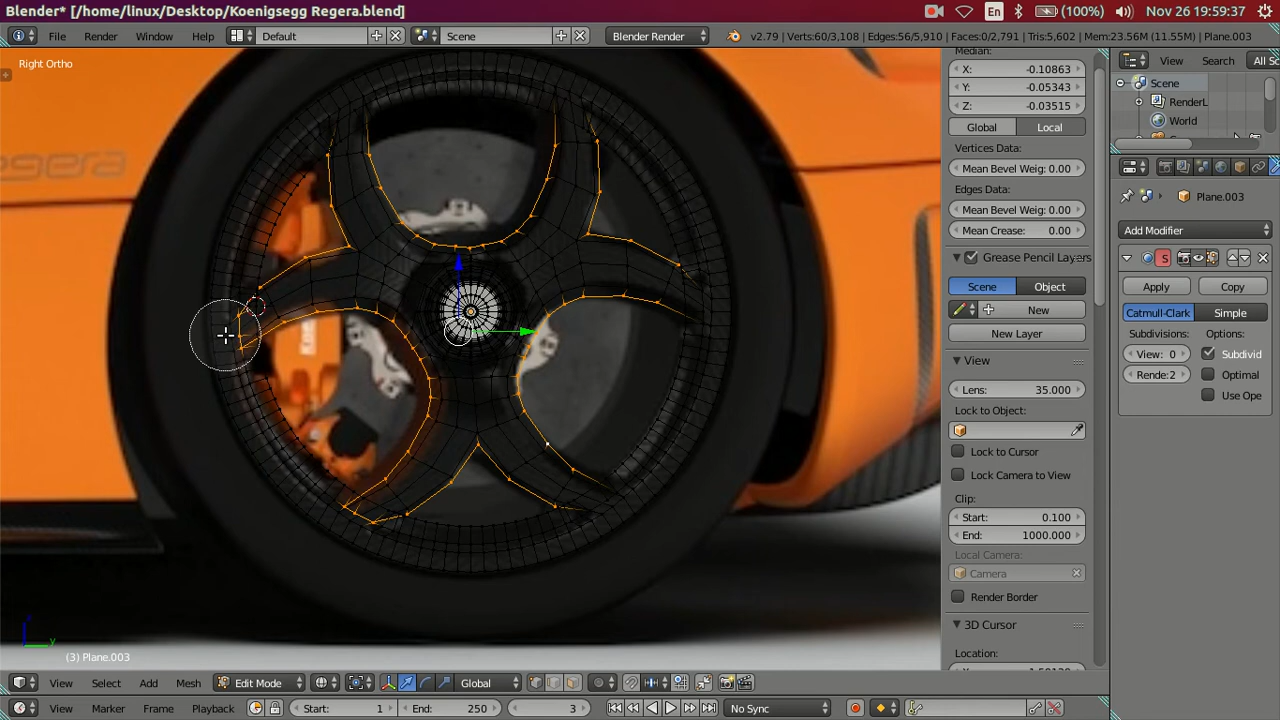 Blender* [/home/linux/Desktop/Koenigsegg Regera.blend]
En
(100%)
Nov 26 19:59:37
File
Render
Window
Help
Default
Scene
Blender Render
v2.79 | Verts:60/3,108 | Edges:56/5,910 | Faces:0/2,791 | Tris:5,602 | Mem:23.56M (11.55M) | Plane.003
Right Ortho
egera
Median:
X: -0.10863
Y: -0.05343
Z: -0.03515
Global
Local
Vertices Data:
Mean Bevel Weig: 0.00
Edges Data:
Mean Bevel Weig: 0.00
Mean Crease: 0.00
Grease Pencil Layers
Scene
Object
New
New Layer
View
Lens: 35.000
Lock to Object:
Lock to Cursor
Lock Camera to View
Clip:
Start: 0.100
End: 1000.000
Local Camera:
Camera
Render Border
3D Cursor
Location:
View
Search
All Sc
Scene
RenderL
World
Plane.003
Add Modifier
S
Apply
Copy
Catmull-Clark
Simple
Subdivisions:
Options:
View: 0
Subdivid
Rende:2
Optimal
Use Ope
y
(3) Plane.003
View
Select
Add
Mesh
Edit Mode
Global
View
Marker
Frame
Playback
Start: 1
End: 250
3
No Sync